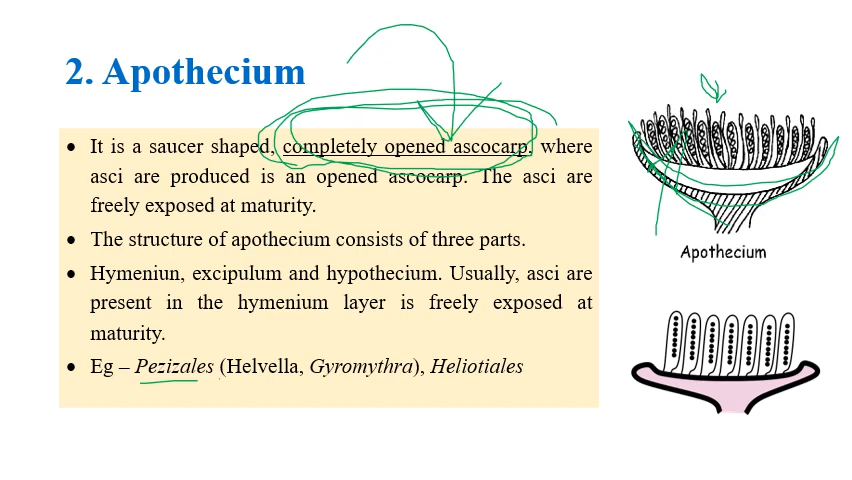 2. Apothecium
• It is a saucer shaped, completely opened ascocarp, where
asci are produced is an opened ascocarp. The asci are
freely exposed at maturity.
• The structure of apothecium consists of three parts.
• Hymeniun, excipulum and hypothecium. Usually, asci are
present in the hymenium layer is freely exposed at
maturity.
• Eg – Pezizales (Helvella, Gyromythra), Heliotiales
Apothecium